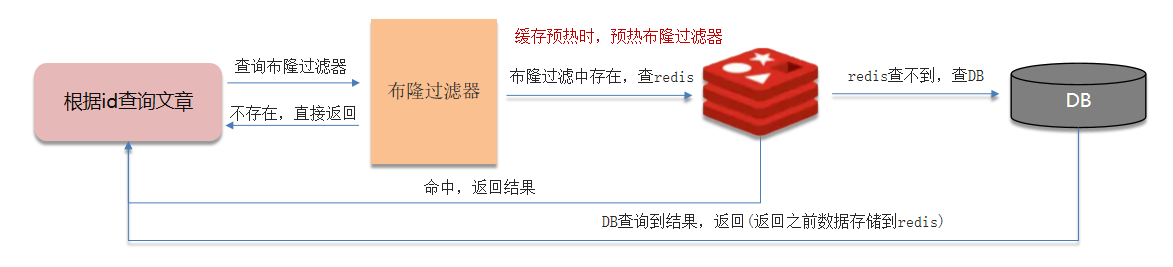 缓存预热时，预热布隆过滤器
根据id查询文章
查询布隆过滤器
不存在，直接返回
布隆过滤器
布隆过滤中存在，查redis
redis查不到，查DB
DB
命中，返回结果
DB查询到结果，返回(返回之前数据存储到redis)